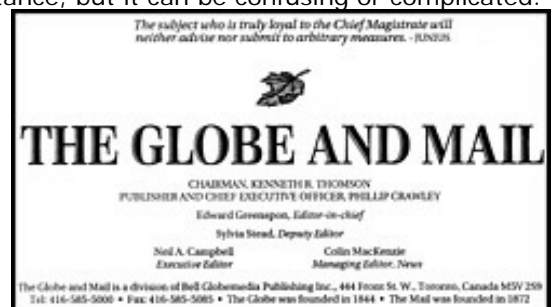 tance, but it can be confusing or complicated.
The subject who is truly loyal to the Chief Magistrate will
neither advise nor submit to arbitrary measures. - JUNIUS
THE GLOBE AND MAIL
CHAIRMAN, KENNETH R. THOMSON
PUBLISHER AND CHIEF EXECUTIVE OFFICER, PHILLIP CRAWLEY
Edward Greenspon, Editor-in-chief
Sylvia Stead, Deputy Editor
Neil A. Campbell Colin MacKenzie
Executive Editor Managing Editor, News
The Globe and Mail is a division of Bell Globemedia Publishing Inc., 444 Front St. W., Toronto, Canada M5V 2S9
Tel: 416-585-5000 • Fax: 416-585-5085 • The Globe was founded in 1844 • The Mail was founded in 1872